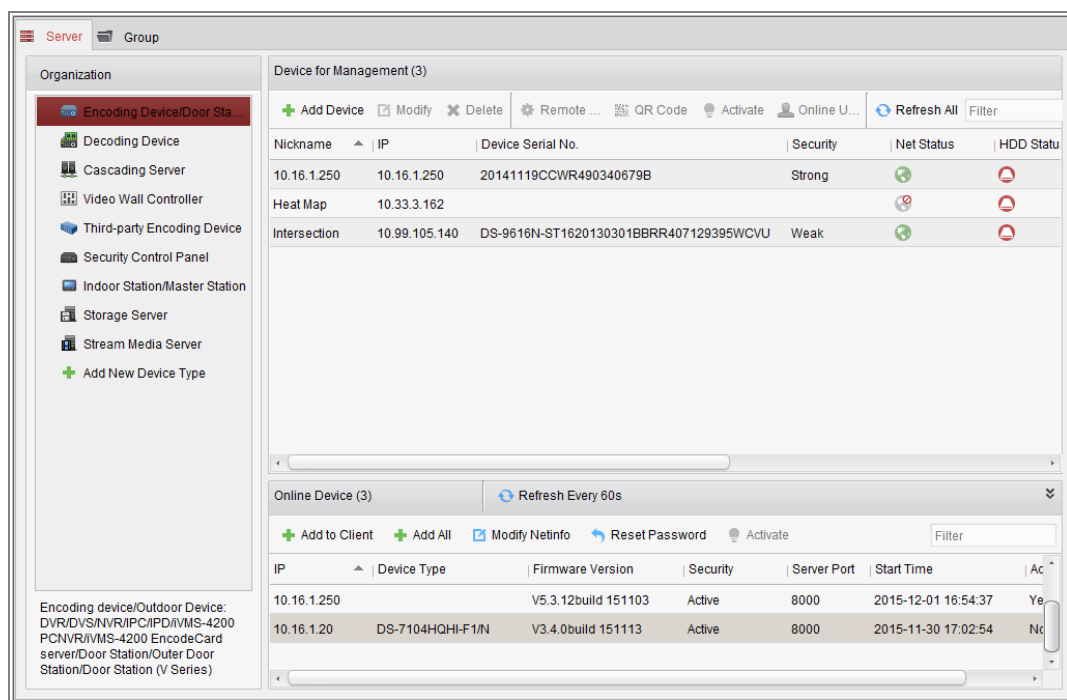 Server Group
Organization
Encoding Device/Door Sta...
Decoding Device
Cascading Server
Video Wall Controller
Third-party Encoding Device
Security Control Panel
Indoor Station/Master Station
Storage Server
Stream Media Server
Add New Device Type
Encoding device/Outdoor Device:
DVR/DVS/NVR/IPC/IPD/iVMS-4200
PCNVR/iVMS-4200 EncodeCard
server/Door Station/Outer Door
Station/Door Station (V Series)
Device for Management (3)
Add Device Modify Delete Remote ... QR Code Activate Online U... Refresh All Filter
Nickname IP Device Serial No. Security Net Status HDD Statu
10.16.1.250 10.16.1.250 20141119CCWR490340679B Strong
Heat Map 10.33.3.162
Intersection 10.99.105.140 DS-9616N-ST1620130301BBRR407129395WCVU Weak
Online Device (3) Refresh Every 60s
Add to Client Add All Modify Netinfo Reset Password Activate Filter
IP Device Type Firmware Version Security Server Port Start Time Ac
10.16.1.250 V5.3.12build 151103 Active 8000 2015-12-01 16:54:37 Ye
10.16.1.20 DS-7104HQHI-F1/N V3.4.0build 151113 Active 8000 2015-11-30 17:02:54 No